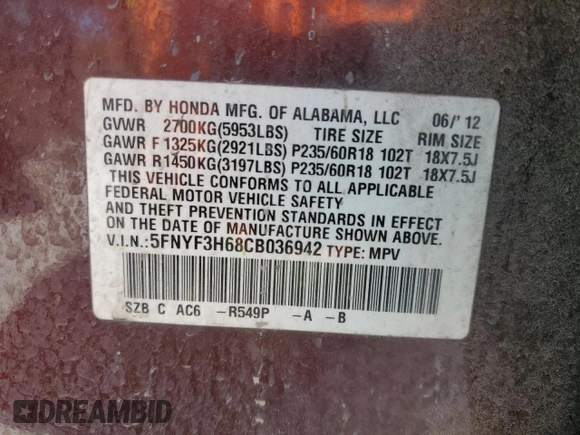 MFD. BY HONDA MFG. OF ALABAMA, LLC 06/'12
GVWR 2700KG(5953LBS) TIRE SIZE RIM SIZE
GAWR F 1325KG(2921LBS) P235/60R18 102T 18X7.5J
GAWR R1450KG(3197LBS) P235/60R18 102T 18X7.5J
THIS VEHICLE CONFORMS TO ALL APPLICABLE
FEDERAL MOTOR VEHICLE SAFETY
AND THEFT PREVENTION STANDARDS IN EFFECT
ON THE DATE OF MANUFACTURE SHOWN ABOVE.
V.I.N.:5FNYF3H68CB036942 TYPE: MPV
SZB C AC6 -R549P -A -B
DREAMBID